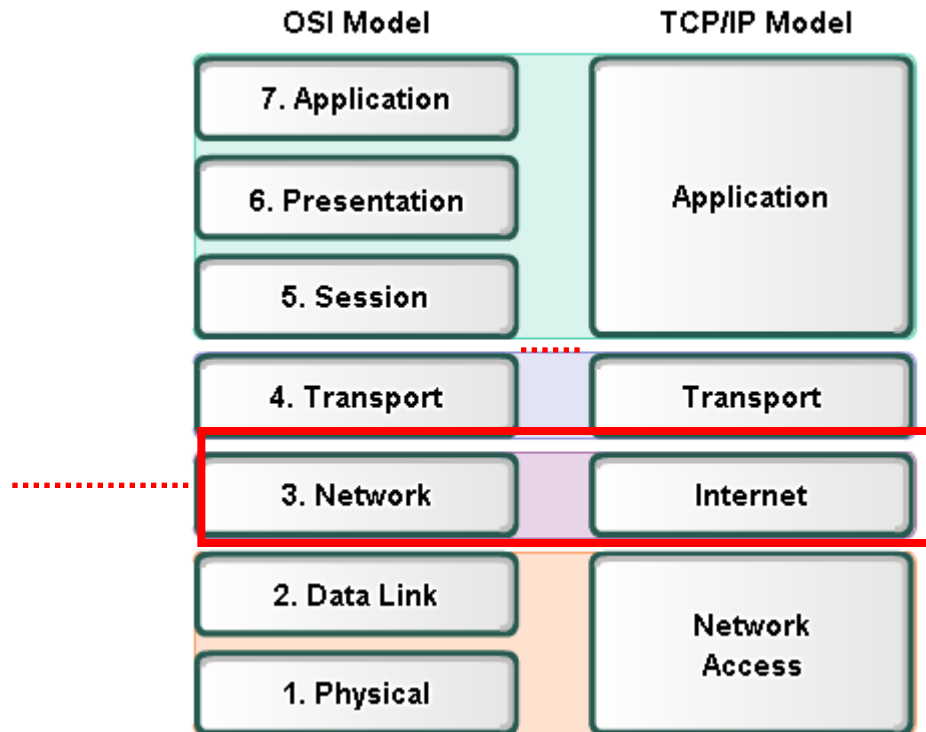 OSI Model
TCP/IP Model
7. Application
6. Presentation
5. Session
Application
4. Transport
Transport
3. Network
Internet
2. Data Link
1. Physical
Network
Access